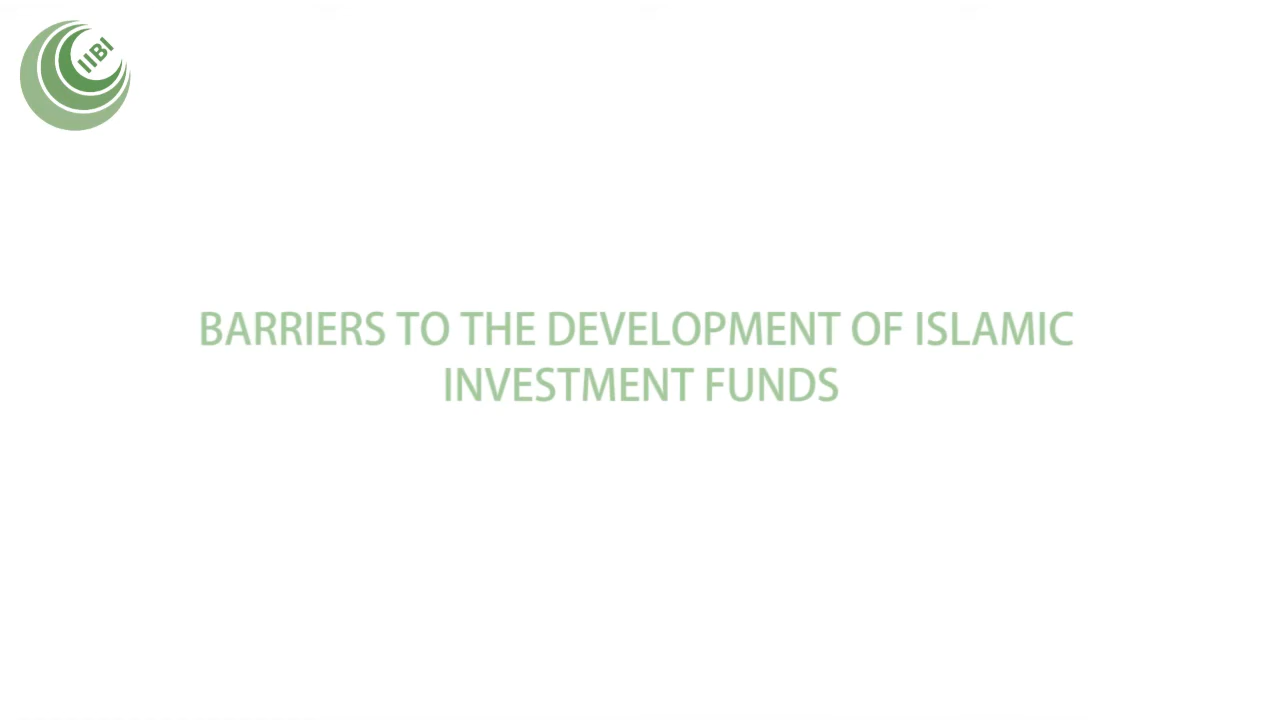 IIBI
BARRIERS TO THE DEVELOPMENT OF ISLAMIC
INVESTMENT FUNDS